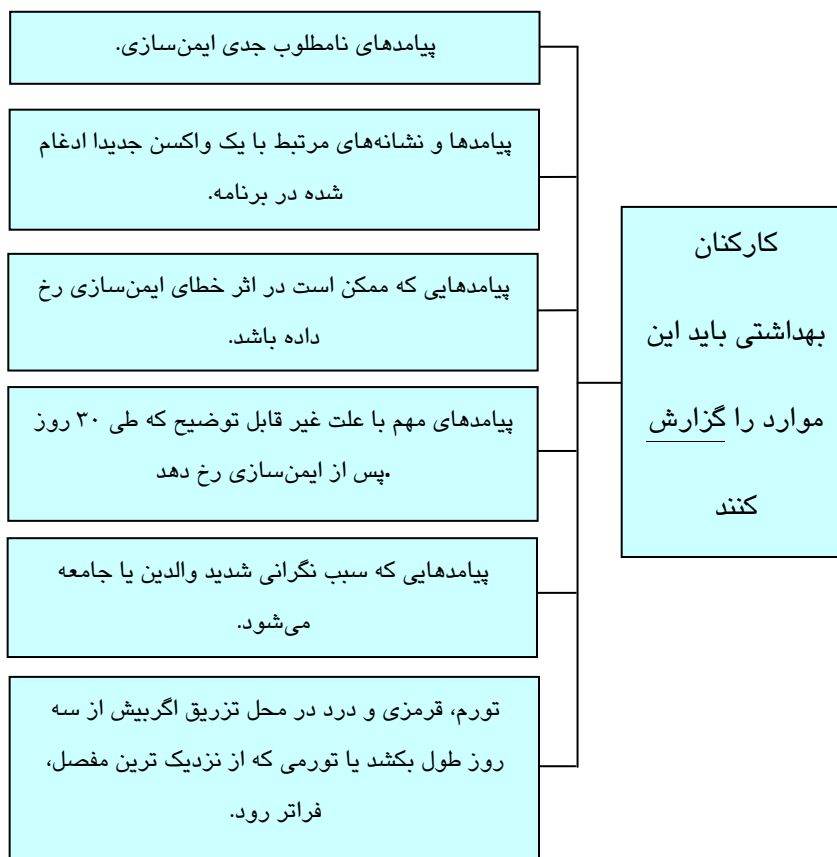 کارکنان
بهداشتی باید این
موارد را گزارش
کنند
پیامدهای نامطلوب جدی ایمن‌سازی.
پیامدها و نشانه‌های مرتبط با یک واکسن جدیدا ادغام
شده در برنامه.
پیامدهایی که ممکن است در اثر خطای ایمن‌سازی رخ
داده باشد.
پیامدهای مهم با علت غیر قابل توضیح که طی ۳۰ روز
.پس از ایمن‌سازی رخ دهد
پیامدهایی که سبب نگرانی شدید والدین یا جامعه
می‌شود.
تورم، قرمزی و درد در محل تزریق اگربیش از سه
روز طول بکشد یا تورمی که از نزدیک ترین مفصل،
فراتر رود.